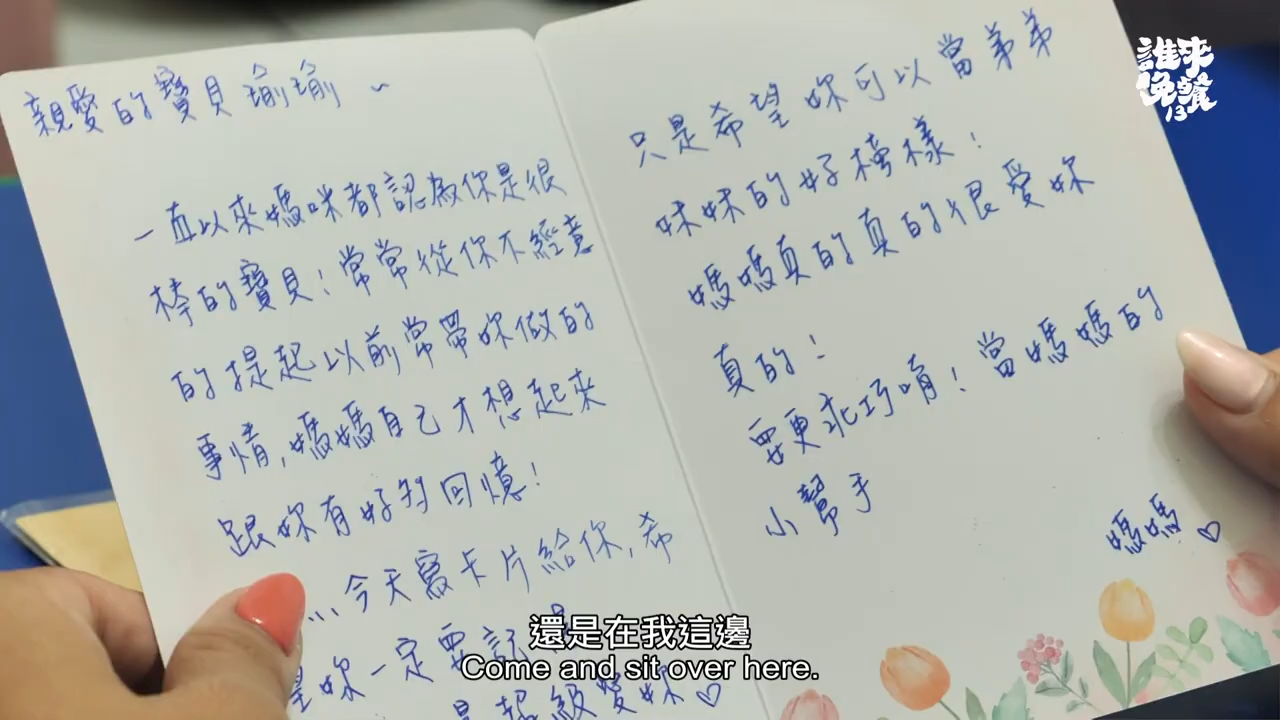 親愛的寶貝瑜瑜~
一直以來媽咪都認為你是很
棒的寶貝!常常從你不經意
的提起以前常帶妳做的
事情,媽媽自己才想起來
跟妳有好多回憶!
...今天寫卡片給你,希
望妳一定要記
超級愛妳♡
只是希望妳可以當弟弟
妹妹的好榜樣!
媽媽真的真的很愛妳
真的!
要更乖巧唷!當媽媽的
小幫手
媽媽♡
誰來
晚餐
13
還是在我這邊
Come and sit over here.